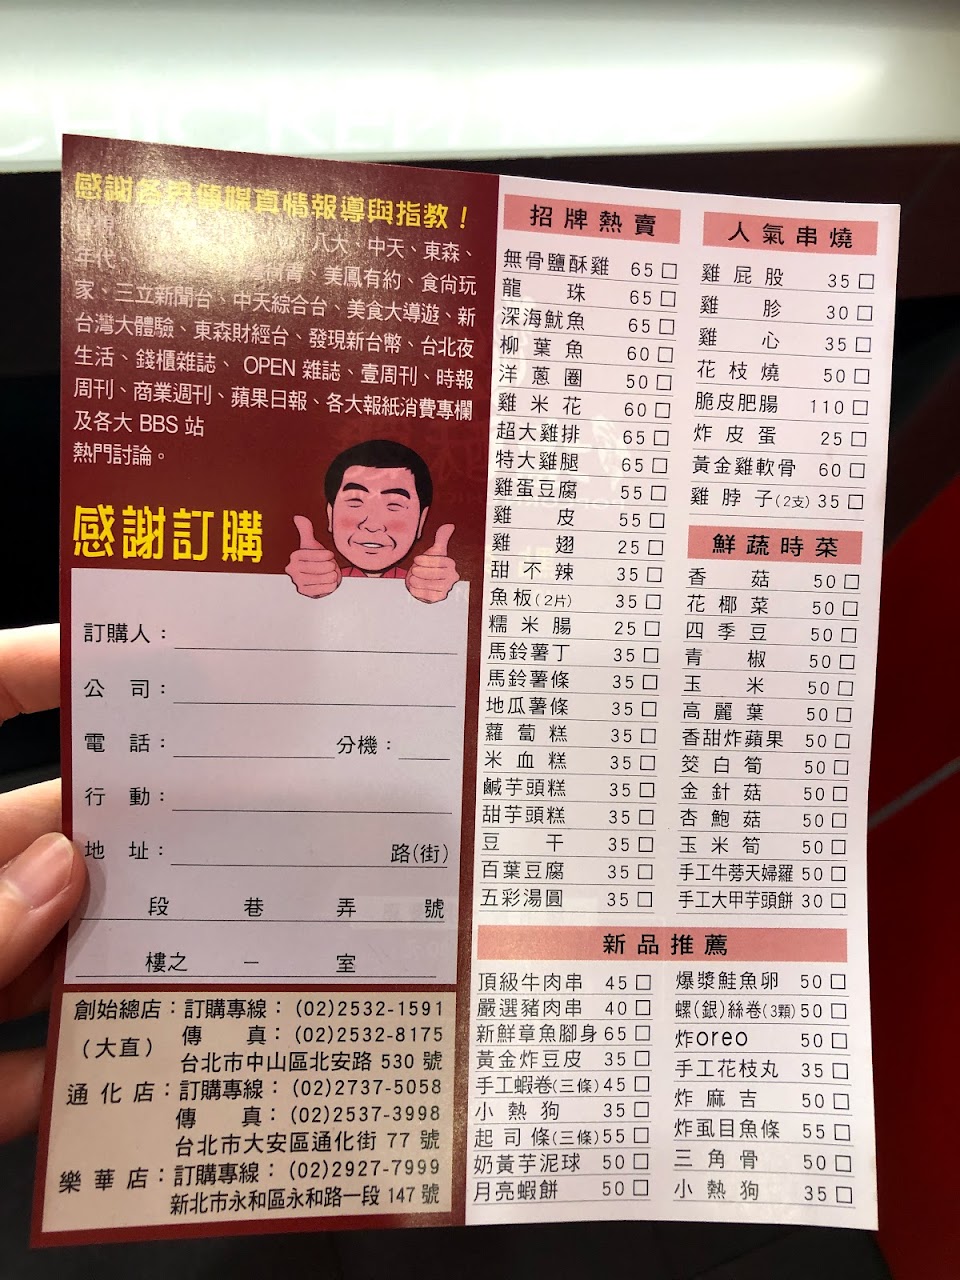 感謝各界傳媒真情報導與指教！
八大、中天、東森、
年代、美鳳有約、食尚玩
家、三立新聞台、中天綜合台、美食大導遊、新
台灣大體驗、東森財經台、發現新台幣、台北夜
生活、錢櫃雜誌、OPEN 雜誌、壹周刊、時報
周刊、商業週刊、蘋果日報、各大報紙消費專欄
及各大 BBS 站
熱門討論。
感謝訂購
訂購人：
公司：
電話： 分機：
行動：
地址： 路(街)
段 巷 弄 號
樓之 － 室
創始總店：訂購專線：(02)2532-1591
(大直) 傳真：(02)2532-8175
台北市中山區北安路 530 號
通化店：訂購專線：(02)2737-5058
傳真：(02)2537-3998
台北市大安區通化街 77 號
樂華店：訂購專線：(02)2927-7999
新北市永和區永和路一段 147 號
招牌熱賣
無骨鹽酥雞 65 □
龍珠 65 □
深海魷魚 65 □
柳葉魚 60 □
洋蔥圈 50 □
雞米花 60 □
超大雞排 65 □
特大雞腿 65 □
雞蛋豆腐 55 □
雞皮 55 □
雞翅 25 □
甜不辣 35 □
魚板(2片) 35 □
糯米腸 25 □
馬鈴薯丁 35 □
馬鈴薯條 35 □
地瓜薯條 35 □
蘿蔔糕 35 □
米血糕 35 □
鹹芋頭糕 35 □
甜芋頭糕 35 □
豆干 35 □
百葉豆腐 35 □
五彩湯圓 35 □
人氣串燒
雞屁股 35 □
雞胗 30 □
雞心 35 □
花枝燒 50 □
脆皮肥腸 110 □
炸皮蛋 25 □
黃金雞軟骨 60 □
雞脖子(2支) 35 □
鮮蔬時菜
香菇 50 □
花椰菜 50 □
四季豆 50 □
青椒 50 □
玉米 50 □
高麗菜 50 □
香甜炸蘋果 50 □
筊白筍 50 □
金針菇 50 □
杏鮑菇 50 □
玉米筍 50 □
手工牛蒡天婦羅 50 □
手工大甲芋頭餅 30 □
新品推薦
頂級牛肉串 45 □
嚴選豬肉串 40 □
新鮮章魚腳身 65 □
黃金炸豆皮 35 □
手工蝦卷(三條) 45 □
小熱狗 35 □
起司條(三條) 55 □
奶黃芋泥球 50 □
月亮蝦餅 50 □
爆漿鮭魚卵 50 □
螺(銀)絲卷(3顆) 50 □
炸oreo 50 □
手工花枝丸 35 □
炸麻吉 50 □
炸虱目魚條 55 □
三角骨 50 □
小熱狗 35 □